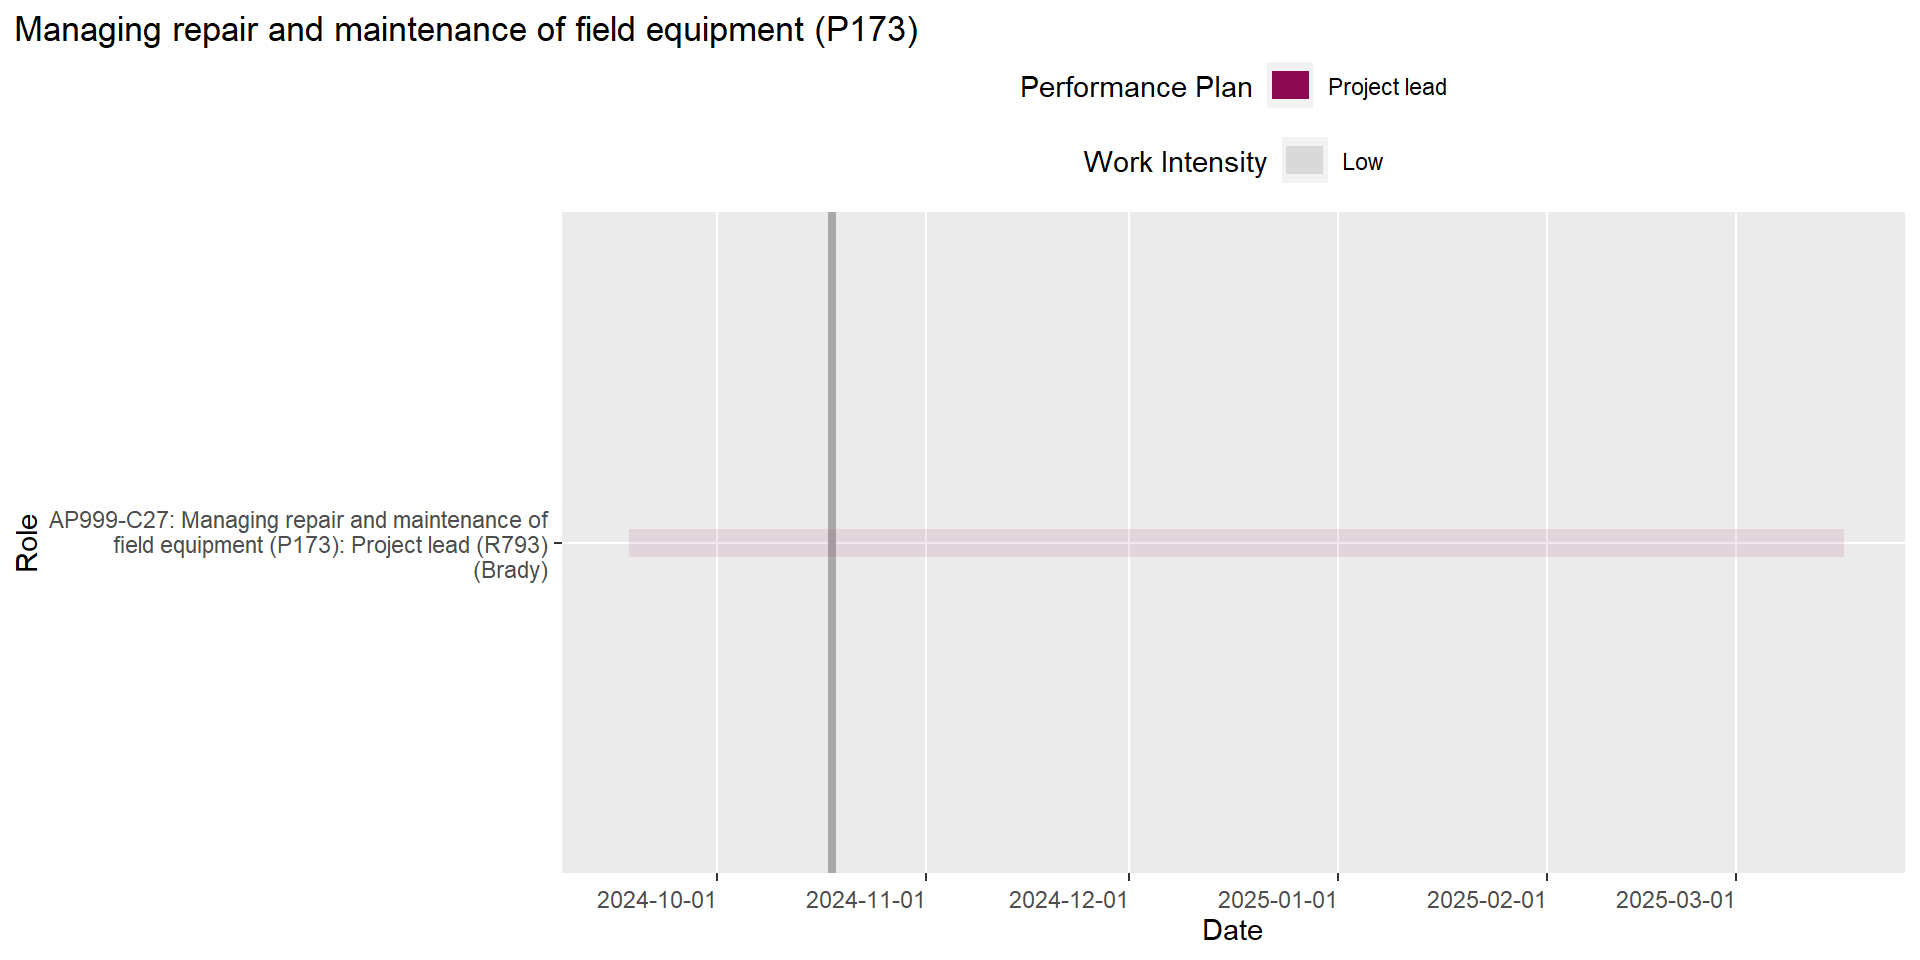 Managing repair and maintenance of field equipment (P173)
Performance Plan
Project lead
Work Intensity
Low
Role
AP999-C27: Managing repair and maintenance of
field equipment (P173): Project lead (R793)
(Brady)
2024-10-01
2024-11-01
2024-12-01
2025-01-01
2025-02-01
2025-03-01
Date